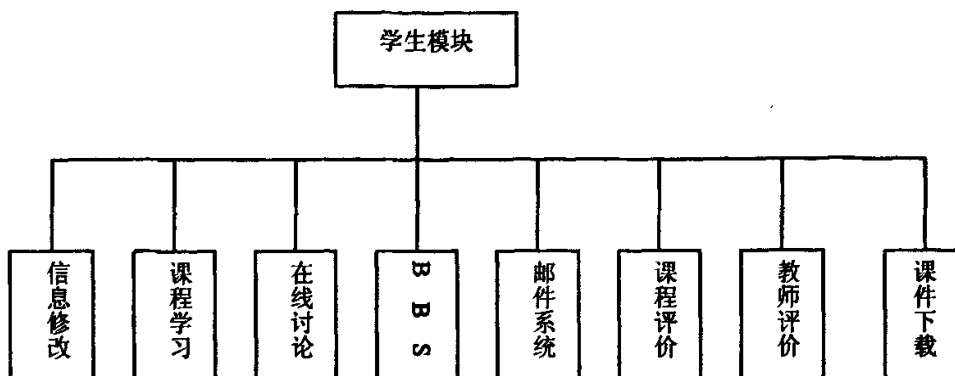 学生模块
信息修改
课程学习
在线讨论
BBS
邮件系统
课程评价
教师评价
课件下载